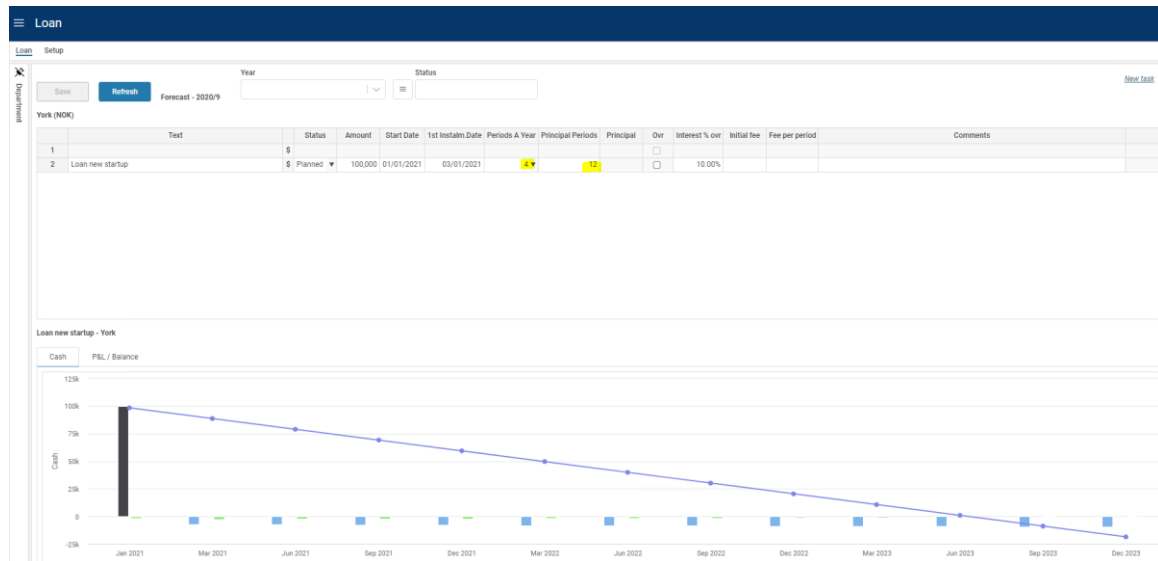 Loan
Loan Setup
Department
Year Status
Save Refresh Forecast - 2020/9 New task
York (NOK)
Text Status Amount Start Date 1st Instalm.Date Periods A Year Principal Periods Principal Ovr Interest % ovr Initial fee Fee per period Comments
1 $
2 Loan new startup $ Planned 100,000 01/01/2021 03/01/2021 4 12 10.00%
Loan new startup - York
Cash P&L / Balance
125k
100k
75k
Cash
50k
25k
0
-25k
Jan 2021 Mar 2021 Jun 2021 Sep 2021 Dec 2021 Mar 2022 Jun 2022 Sep 2022 Dec 2022 Mar 2023 Jun 2023 Sep 2023 Dec 2023